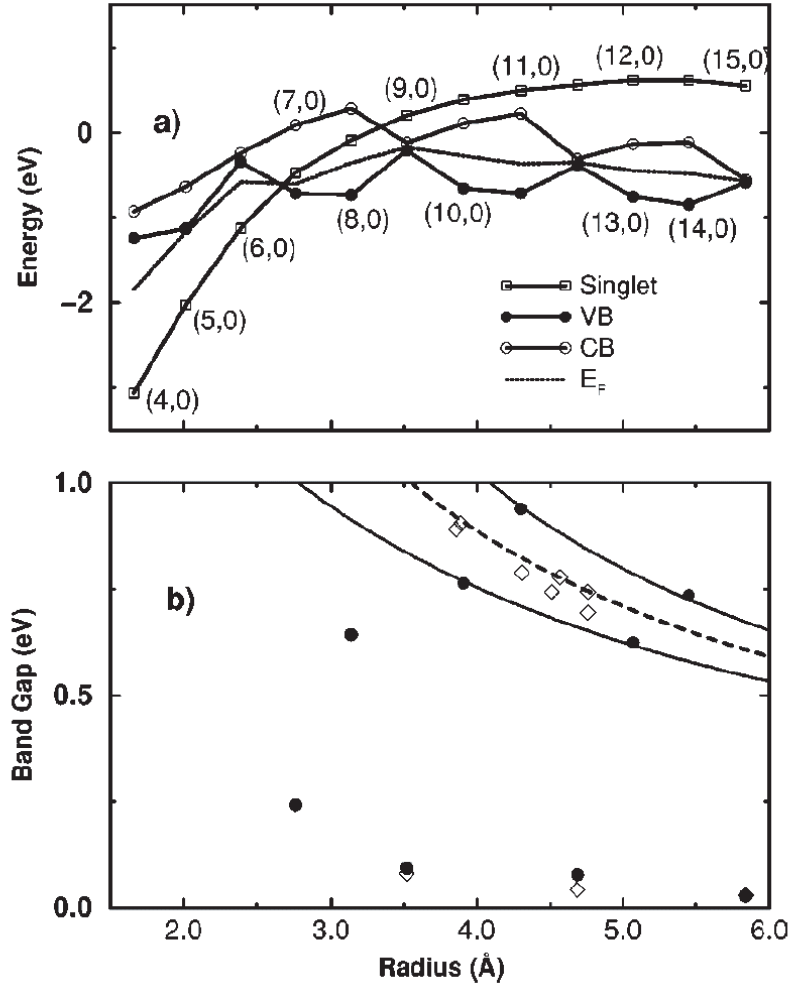 (15,0)
(12,0)
(11,0)
(9,0)
(7,0)
a)
0
(8,0)
(10,0)
(13,0)
(14,0)
(6,0)
Energy (eV)
Singlet
−2
(5,0)
VB
CB
(4,0)
E_F
1.0
b)
Band Gap (eV)
0.5
0.0
2.0 3.0 4.0 5.0 6.0
Radius (Å)